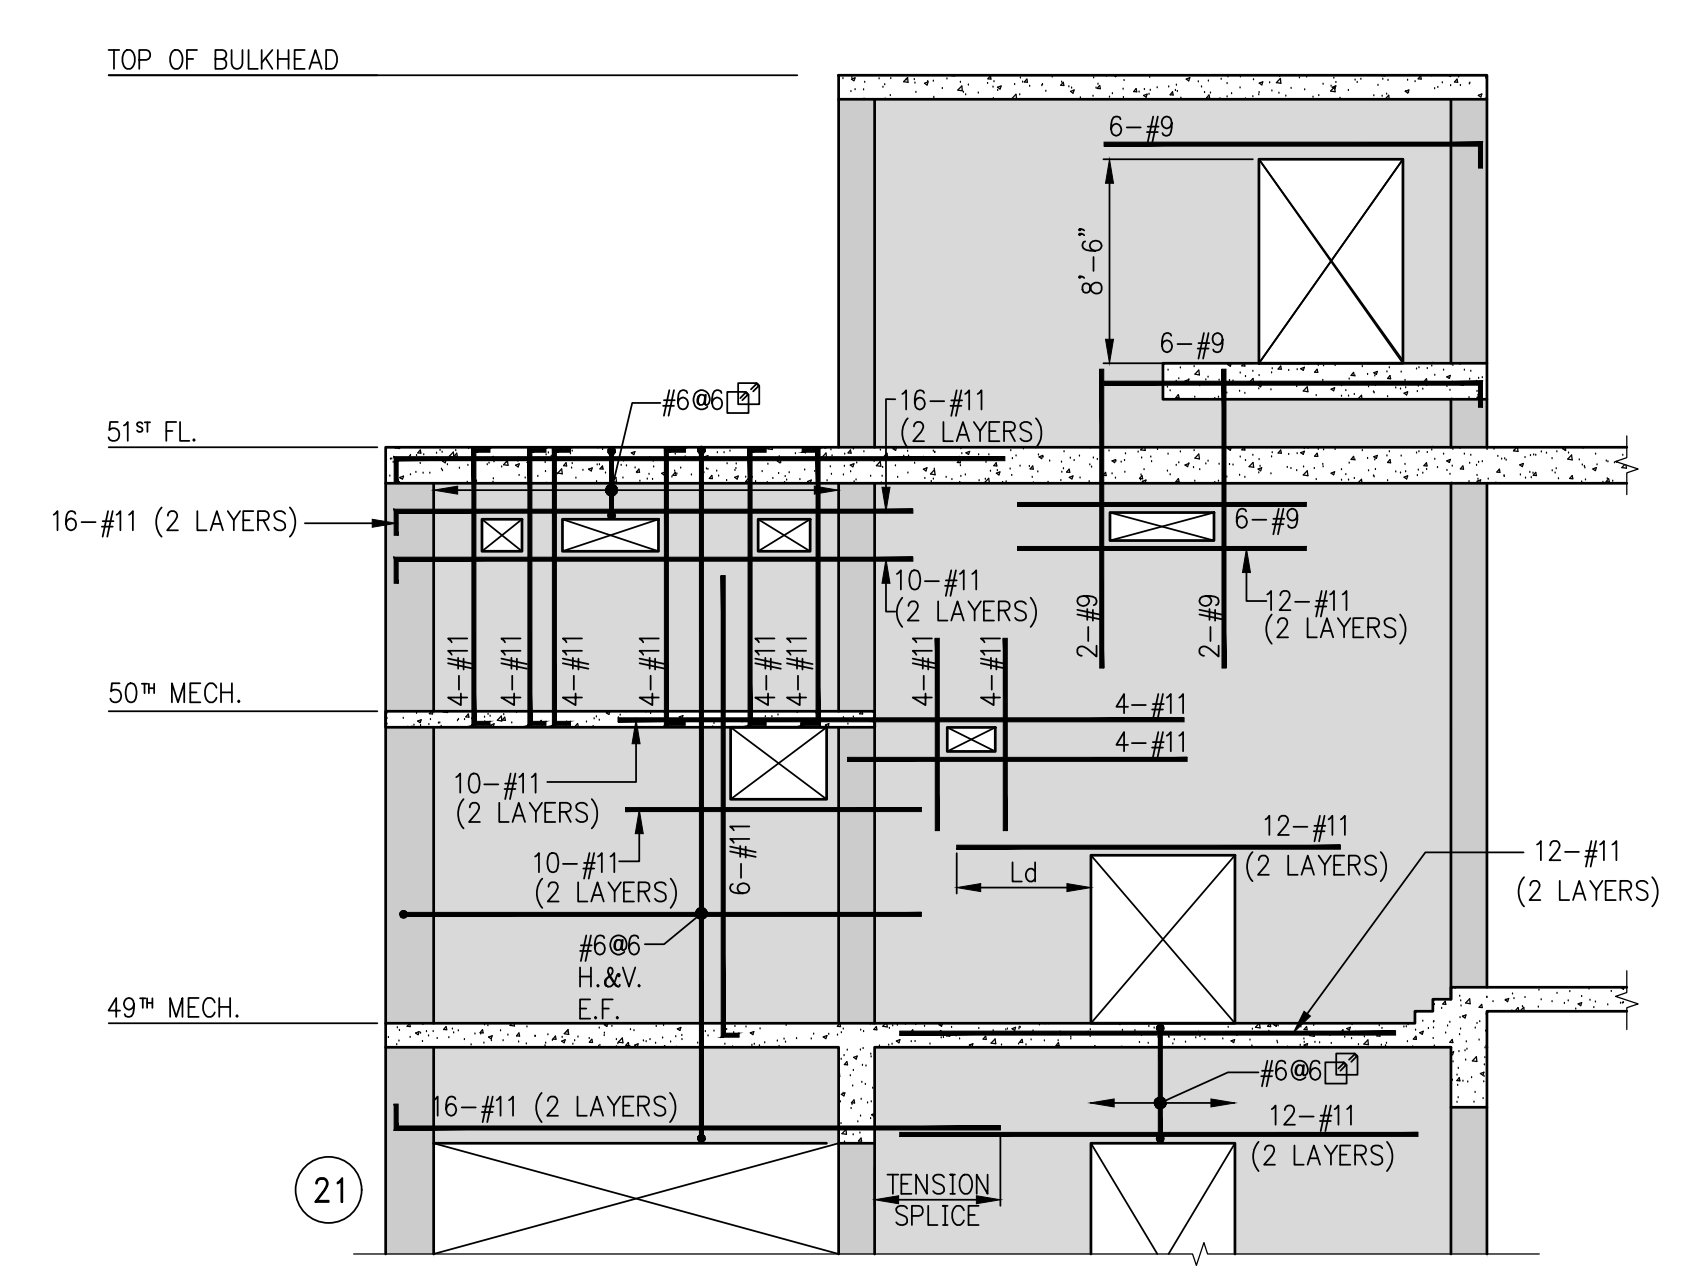 TOP OF BULKHEAD
6-#9
8'-6"
6-#9
#6@6
16-#11
(2 LAYERS)
51ST FL.
16-#11 (2 LAYERS)
6-#9
10-#11
(2 LAYERS)
12-#11
(2 LAYERS)
2-#9
2-#9
4-#11
4-#11
4-#11
4-#11
4-#11
4-#11
4-#11
4-#11
50TH MECH.
4-#11
4-#11
10-#11
(2 LAYERS)
12-#11
(2 LAYERS)
12-#11
(2 LAYERS)
6-#11
10-#11
(2 LAYERS)
Ld
#6@6
H.&V.
E.F.
49TH MECH.
#6@6
16-#11 (2 LAYERS)
12-#11
(2 LAYERS)
21
TENSION
SPLICE